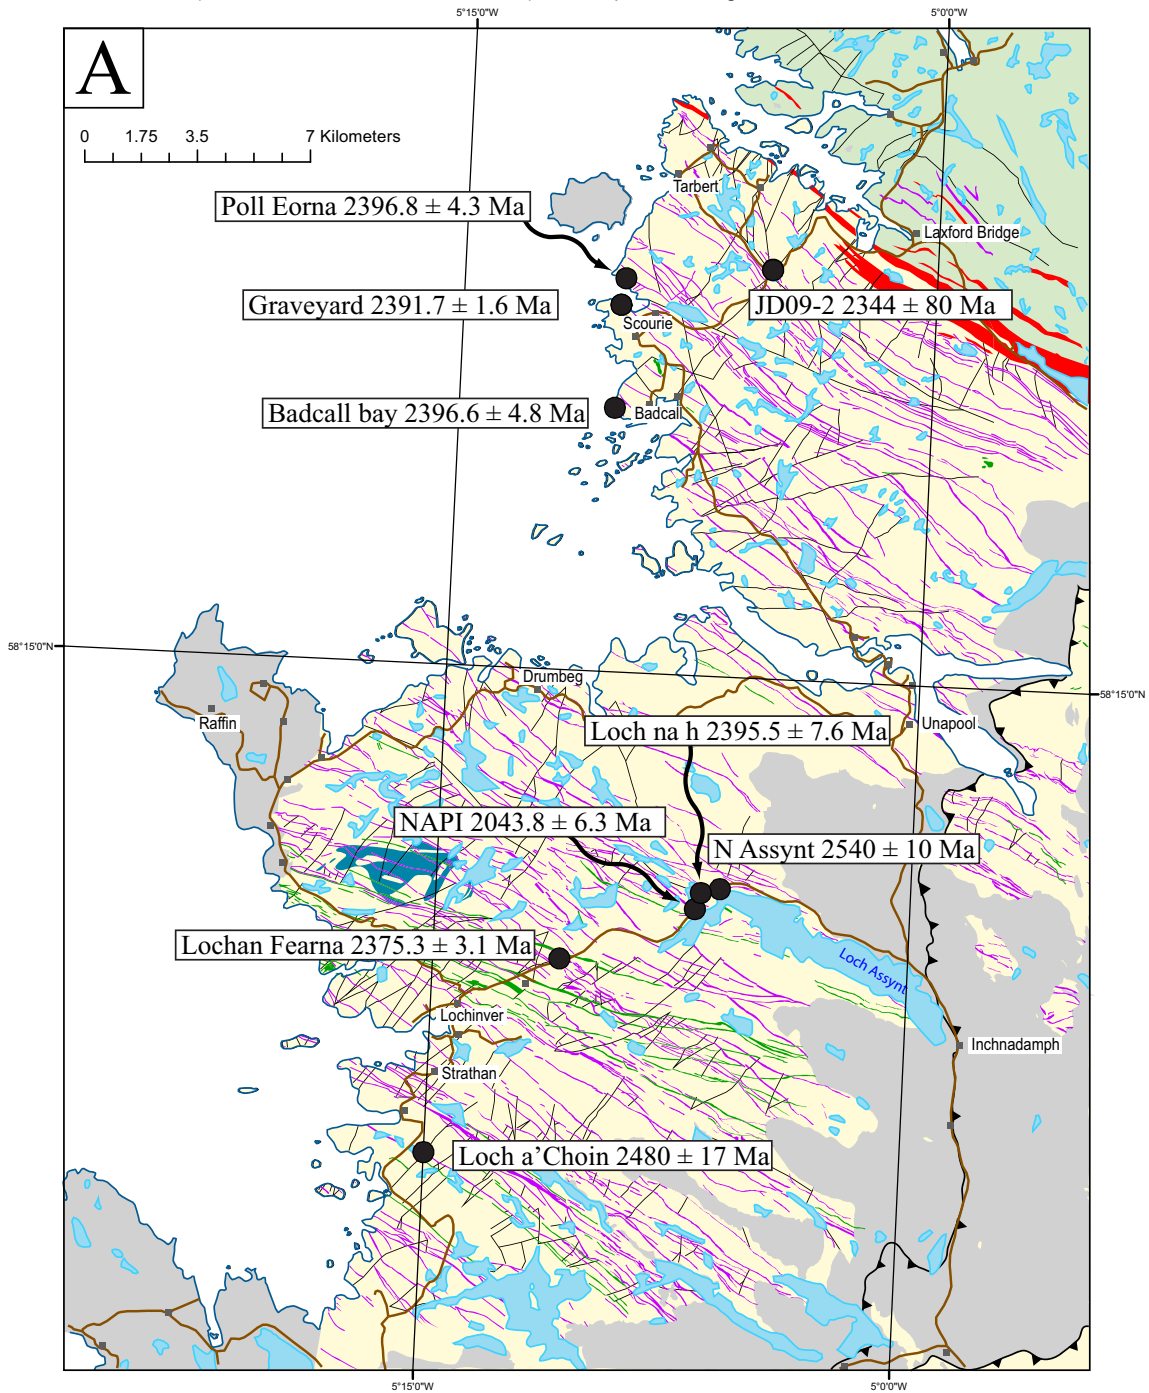 5°15'0"W
5°0'0"W
A
0 1.75 3.5 7 Kilometers
Tarbert
Poll Eorna 2396.8 ± 4.3 Ma
Laxford Bridge
Graveyard 2391.7 ± 1.6 Ma
JD09-2 2344 ± 80 Ma
Scourie
Badcall bay 2396.6 ± 4.8 Ma
Badcall
58°15'0"N
Drumbeg
58°15'0"N
Raffin
Unapool
Loch na h 2395.5 ± 7.6 Ma
NAPI 2043.8 ± 6.3 Ma
N Assynt 2540 ± 10 Ma
Lochan Fearna 2375.3 ± 3.1 Ma
Loch Assynt
Lochinver
Inchnadamph
Strathan
Loch a’Choin 2480 ± 17 Ma
5°15'0"W
5°0'0"W